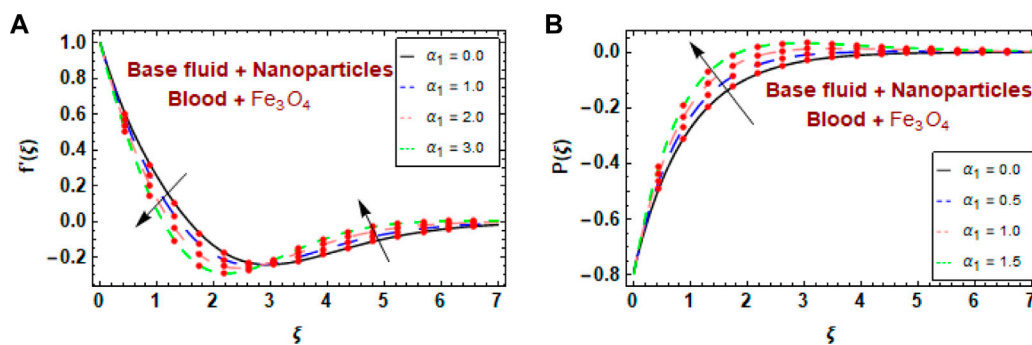 A
f'(ξ)
1.0
0.8
0.6
0.4
0.2
0.0
−0.2
Base fluid + Nanoparticles
Blood + Fe₃O₄
α₁ = 0.0
α₁ = 1.0
α₁ = 2.0
α₁ = 3.0
0 1 2 3 4 5 6 7
ξ
B
P(ξ)
0.0
−0.2
−0.4
−0.6
−0.8
Base fluid + Nanoparticles
Blood + Fe₃O₄
α₁ = 0.0
α₁ = 0.5
α₁ = 1.0
α₁ = 1.5
0 1 2 3 4 5 6 7
ξ